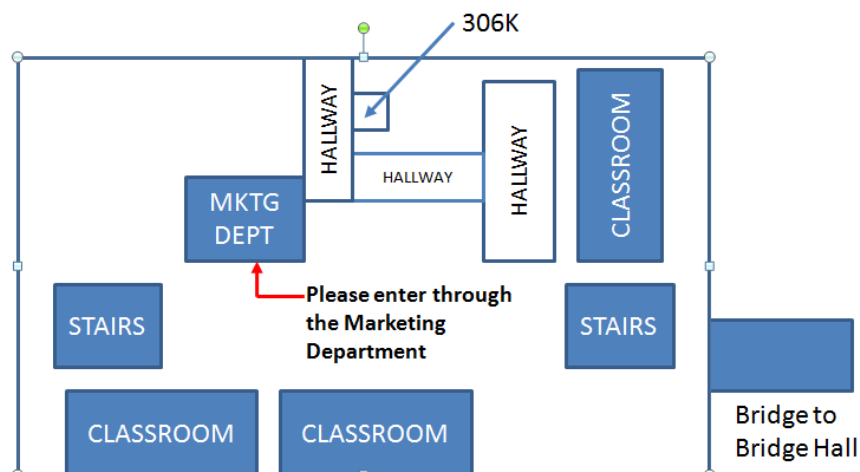 306K
HALLWAY
HALLWAY
HALLWAY
CLASSROOM
MKTG
DEPT
Please enter through
the Marketing
Department
STAIRS
STAIRS
CLASSROOM
CLASSROOM
Bridge to
Bridge Hall